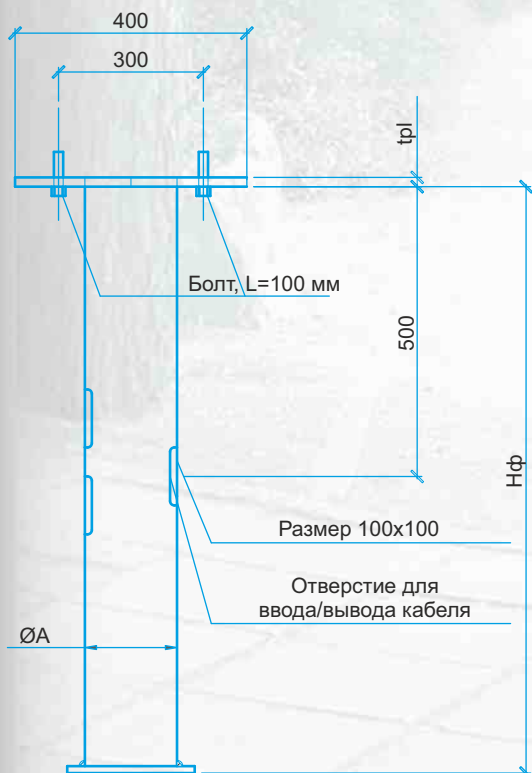 400
300
tpl
Болт, L=100 мм
500
Нф
Размер 100х100
Отверстие для
ввода/вывода кабеля
ØA